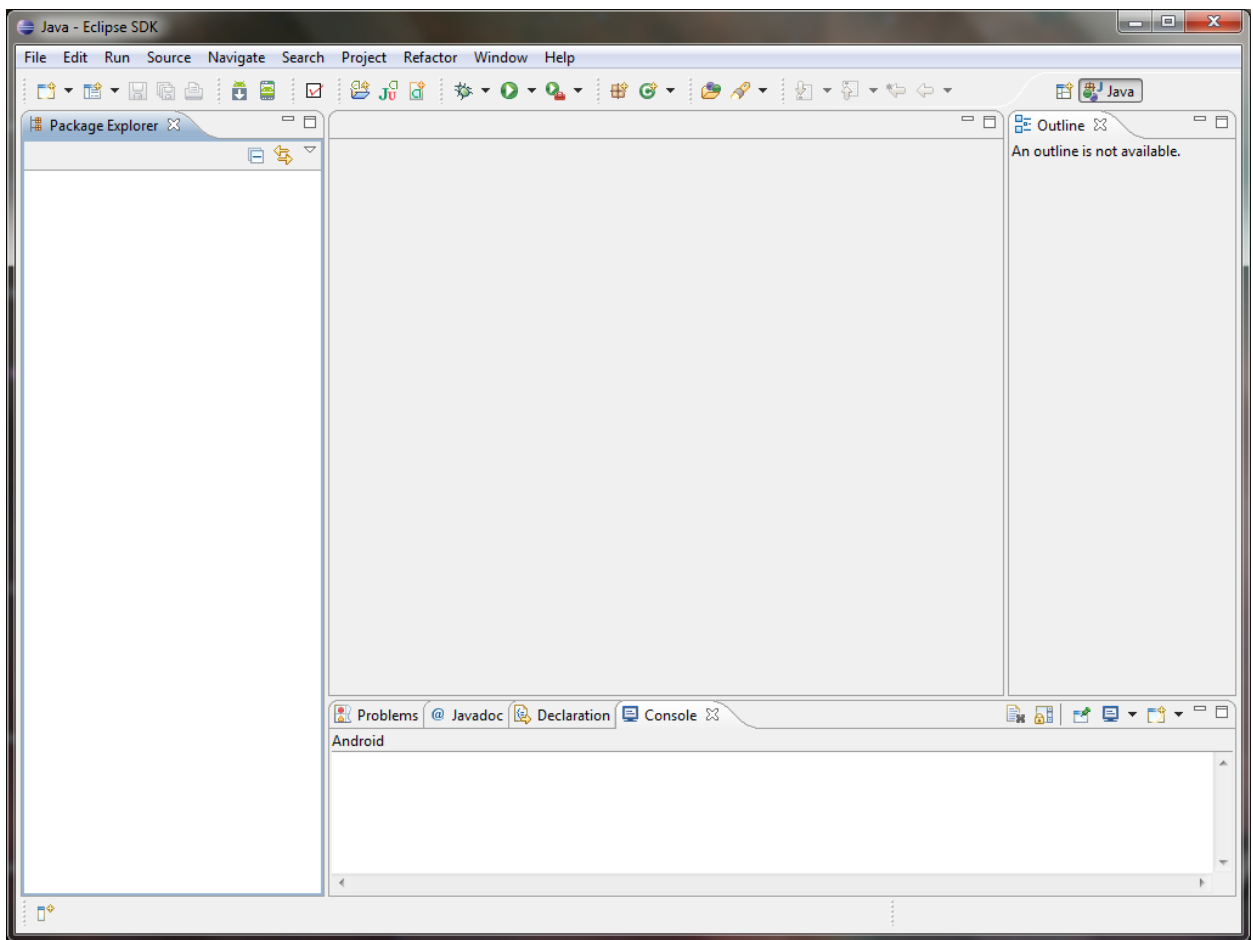 Java - Eclipse SDK
File Edit Run Source Navigate Search Project Refactor Window Help
Java
Package Explorer
Outline
An outline is not available.
Problems @ Javadoc Declaration Console
Android